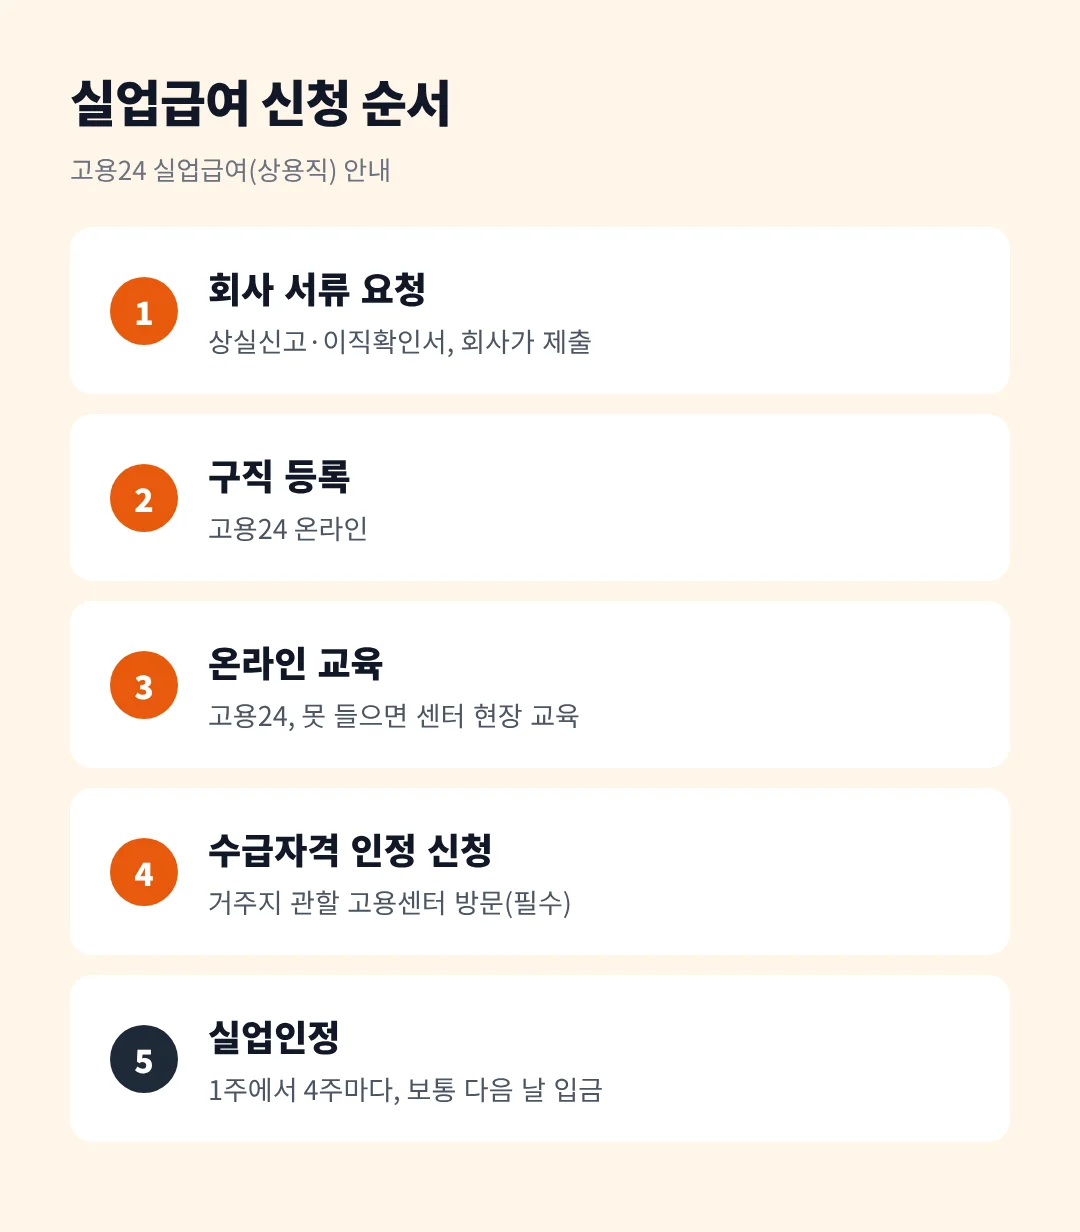 실업급여 신청 순서
고용24 실업급여(상용직) 안내
1
회사 서류 요청
상실신고·이직확인서, 회사가 제출
2
구직 등록
고용24 온라인
3
온라인 교육
고용24, 못 들으면 센터 현장 교육
4
수급자격 인정 신청
거주지 관할 고용센터 방문(필수)
5
실업인정
1주에서 4주마다, 보통 다음 날 입금